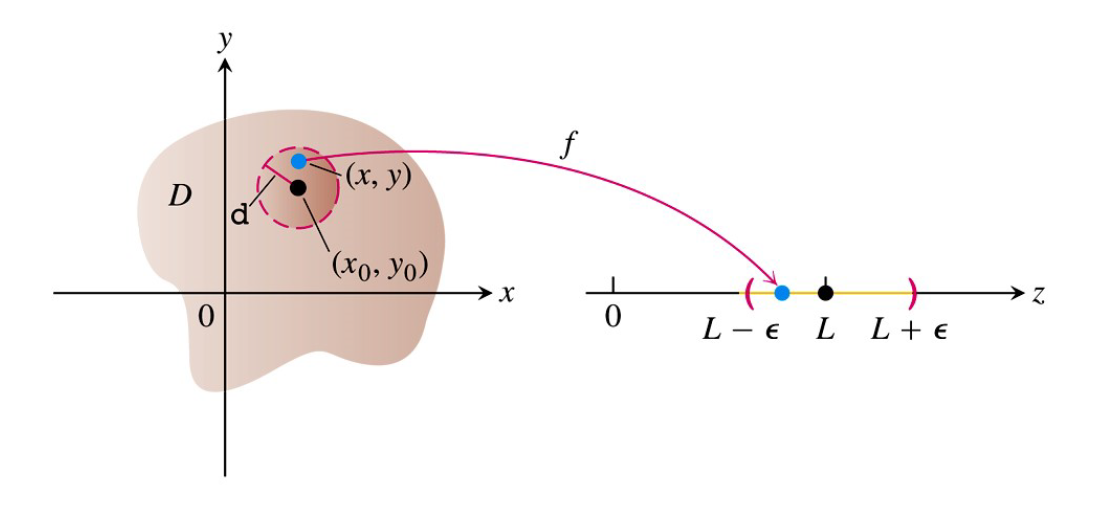 y
f
(x, y)
D
d
(x₀, y₀)
x
z
0
0
L − ϵ
L
L + ϵ